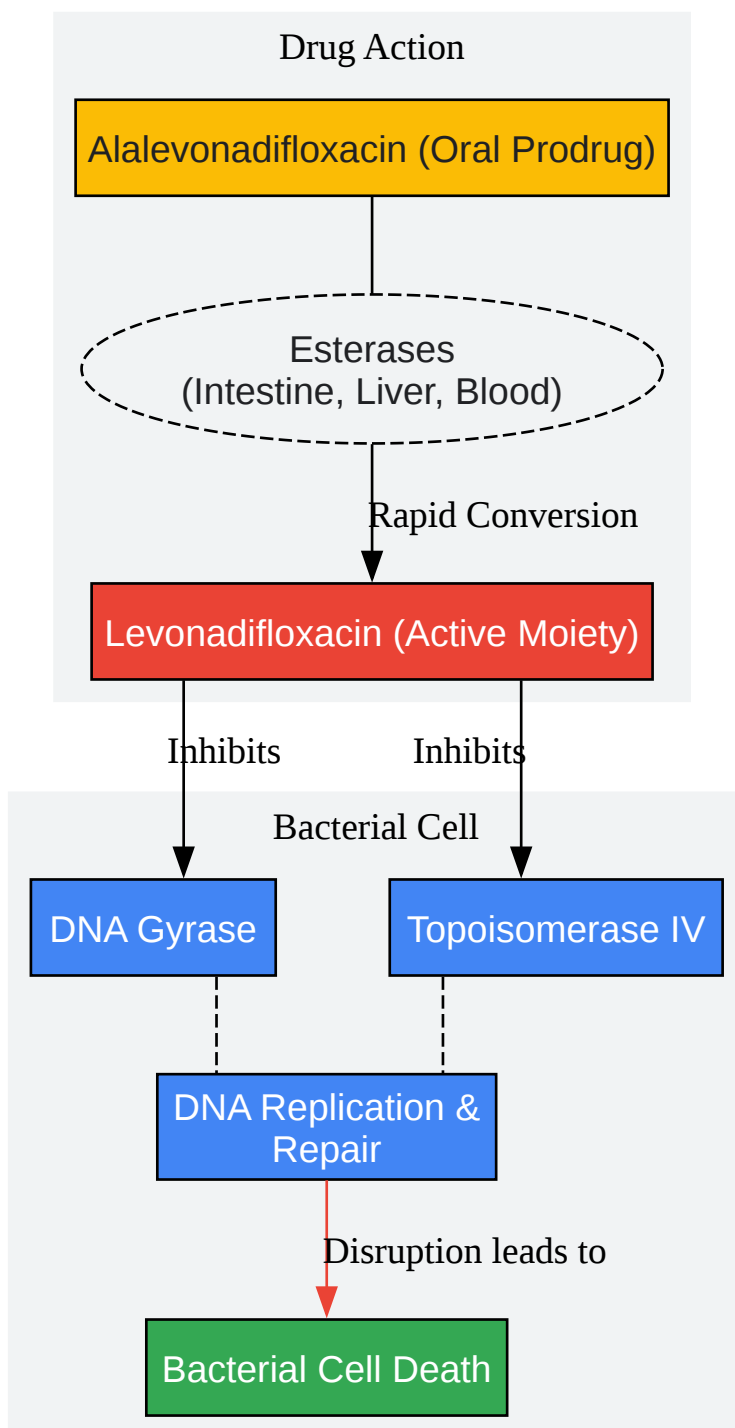 Drug Action
Alalevonadifloxacin (Oral Prodrug)
Esterases
(Intestine, Liver, Blood)
Rapid Conversion
Levonadifloxacin (Active Moiety)
Inhibits
Inhibits
Bacterial Cell
DNA Gyrase
Topoisomerase IV
DNA Replication &
Repair
Disruption leads to
Bacterial Cell Death